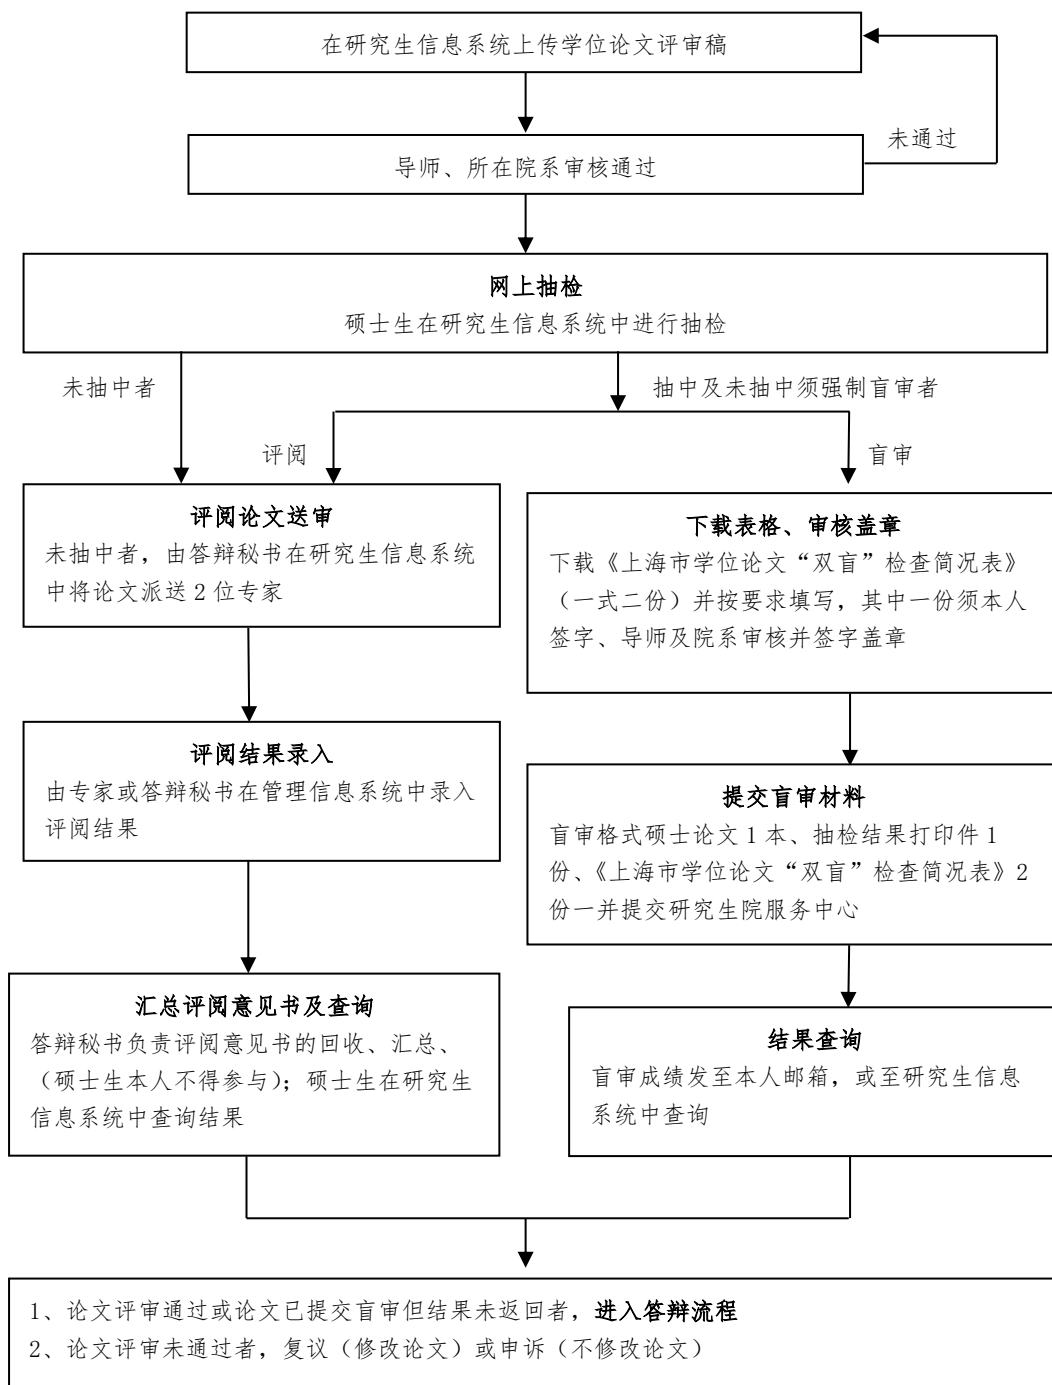 在研究生信息系统上传学位论文评审稿
未通过
导师、所在院系审核通过
网上抽检
硕士生在研究生信息系统中进行抽检
未抽中者
抽中及未抽中须强制盲审者
评阅
盲审
评阅论文送审
未抽中者，由答辩秘书在研究生信息系统
中将论文派送 2 位专家
下载表格、审核盖章
下载《上海市学位论文“双盲”检查简况表》
（一式二份）并按要求填写，其中一份须本人
签字、导师及院系审核并签字盖章
评阅结果录入
由专家或答辩秘书在管理信息系统中录入
评阅结果
提交盲审材料
盲审格式硕士论文 1 本、抽检结果打印件 1
份、《上海市学位论文“双盲”检查简况表》2
份一并提交研究生院服务中心
汇总评阅意见书及查询
答辩秘书负责评阅意见书的回收、汇总、
（硕士生本人不得参与）；硕士生在研究生
信息系统中查询结果
结果查询
盲审成绩发至本人邮箱，或至研究生信息
系统中查询
1、论文评审通过或论文已提交盲审但结果未返回者，进入答辩流程
2、论文评审未通过者，复议（修改论文）或申诉（不修改论文）